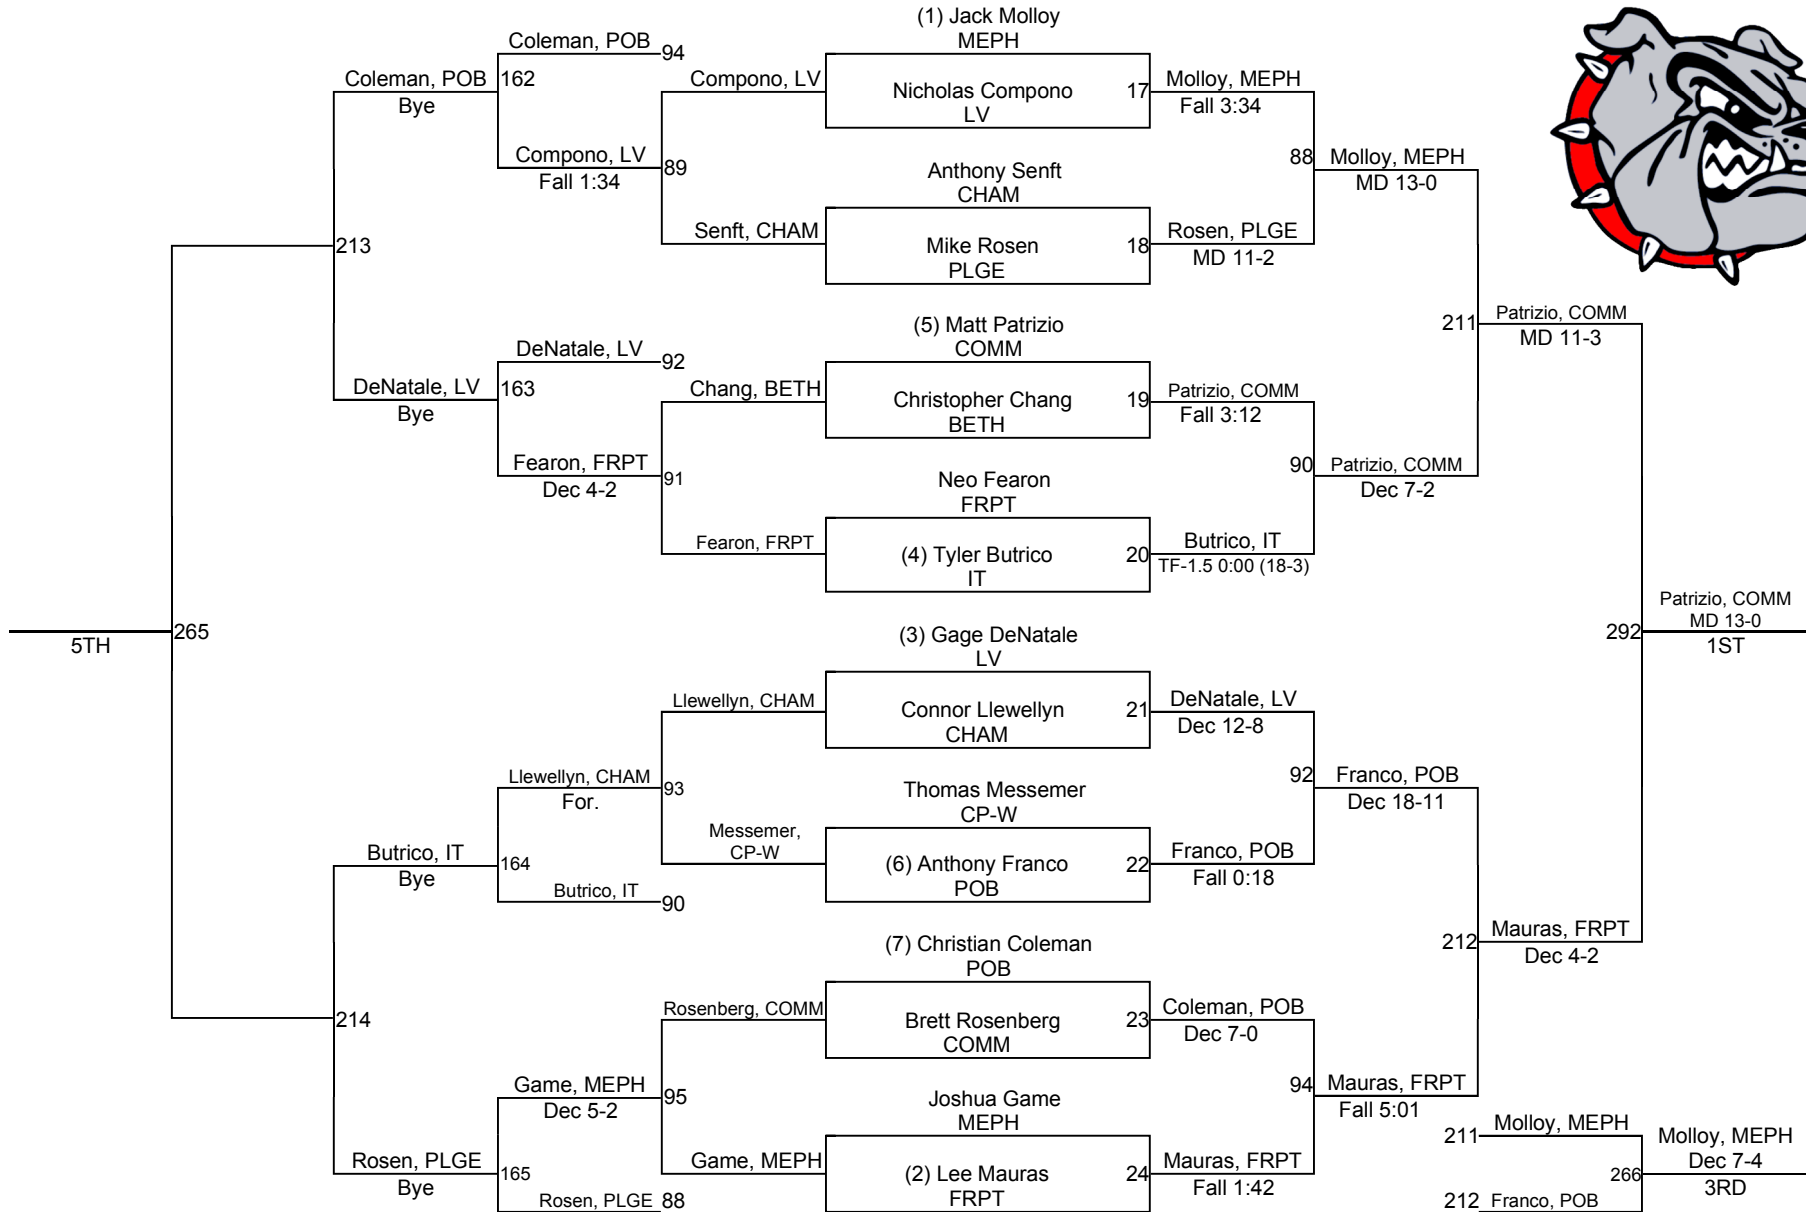 (1) Jack Molloy
MEPH
Nicholas Compono
LV
17
Anthony Senft
CHAM
Mike Rosen
PLGE
18
(5) Matt Patrizio
COMM
Christopher Chang
BETH
19
Neo Fearon
FRPT
(4) Tyler Butrico
IT
20
(3) Gage DeNatale
LV
Connor Llewellyn
CHAM
21
Thomas Messemer
CP-W
(6) Anthony Franco
POB
22
(7) Christian Coleman
POB
Brett Rosenberg
COMM
23
Joshua Game
MEPH
(2) Lee Mauras
FRPT
24
Molloy, MEPH
Fall 3:34
Rosen, PLGE
MD 11-2
Patrizio, COMM
Fall 3:12
Butrico, IT
TF-1.5 0:00 (18-3)
DeNatale, LV
Dec 12-8
Franco, POB
Fall 0:18
Coleman, POB
Dec 7-0
Mauras, FRPT
Fall 1:42
88
Molloy, MEPH
MD 13-0
90
Patrizio, COMM
Dec 7-2
92
Franco, POB
Dec 18-11
94
Mauras, FRPT
Fall 5:01
211
Patrizio, COMM
MD 11-3
212
Mauras, FRPT
Dec 4-2
292
Patrizio, COMM
MD 13-0
1ST
211
Molloy, MEPH
212
Franco, POB
266
Molloy, MEPH
Dec 7-4
3RD
Compono, LV
Senft, CHAM
89
Chang, BETH
Fearon, FRPT
91
Llewellyn, CHAM
Messemer,
CP-W
93
Rosenberg, COMM
Game, MEPH
95
Coleman, POB
94
Compono, LV
Fall 1:34
162
DeNatale, LV
92
Fearon, FRPT
Dec 4-2
163
Llewellyn, CHAM
For.
Butrico, IT
90
164
Game, MEPH
Dec 5-2
Rosen, PLGE
88
165
Coleman, POB
Bye
213
DeNatale, LV
Bye
Butrico, IT
Bye
214
Rosen, PLGE
Bye
265
5TH